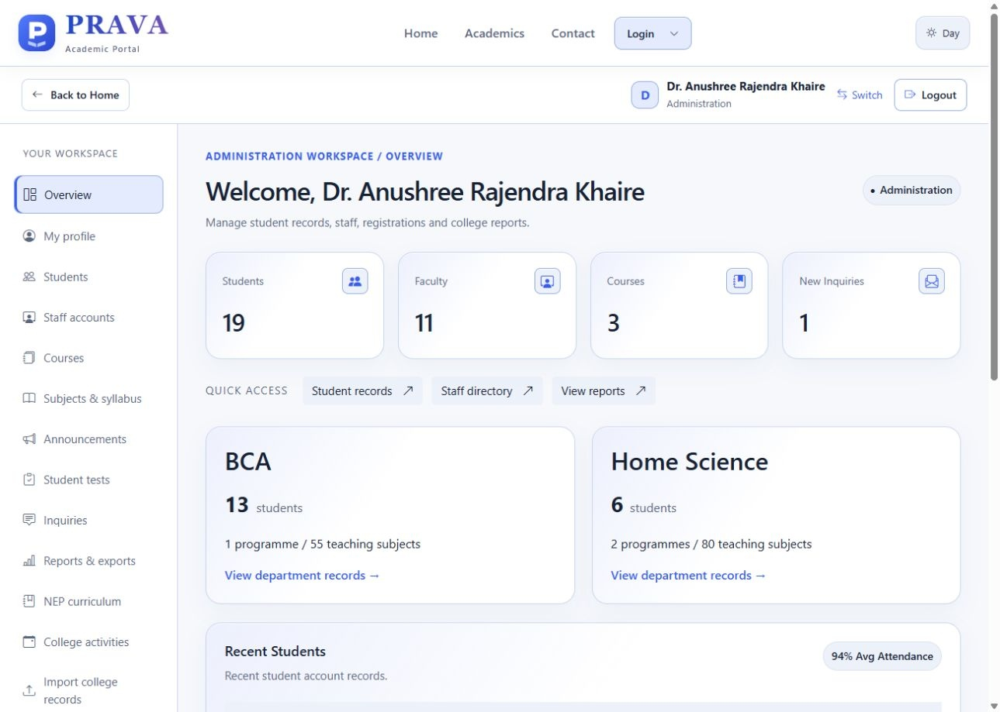 PRAVA
Academic Portal
Home
Academics
Contact
Login
Day
← Back to Home
D
Dr. Anushree Rajendra Khaire
Administration
Switch
Logout
YOUR WORKSPACE
Overview
My profile
Students
Staff accounts
Courses
Subjects & syllabus
Announcements
Student tests
Inquiries
Reports & exports
NEP curriculum
College activities
Import college
records
ADMINISTRATION WORKSPACE / OVERVIEW
Welcome, Dr. Anushree Rajendra Khaire
• Administration
Manage student records, staff, registrations and college reports.
Students
19
Faculty
11
Courses
3
New Inquiries
1
QUICK ACCESS
Student records ↗
Staff directory ↗
View reports ↗
BCA
13 students
1 programme / 55 teaching subjects
View department records →
Home Science
6 students
2 programmes / 80 teaching subjects
View department records →
Recent Students
94% Avg Attendance
Recent student account records.